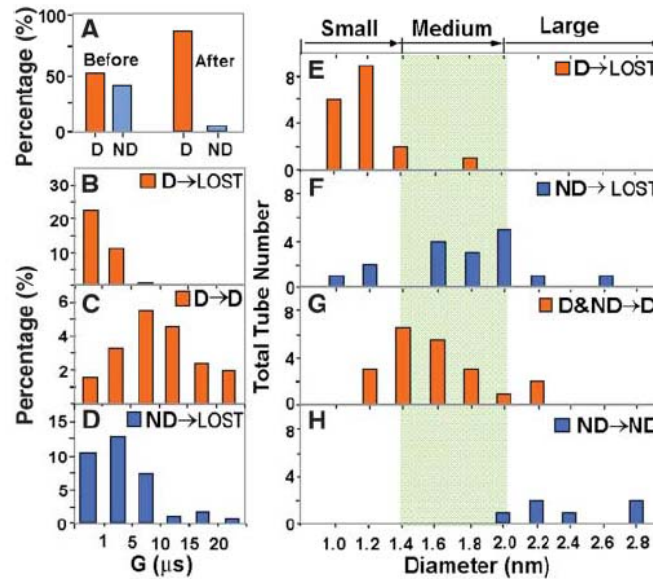 Small Medium Large
A
Percentage (%)
100
50
0
Before
After
D ND D ND
B
D→LOST
30
20
10
C
D→D
Percentage (%)
6
4
2
D
ND→LOST
15
10
5
0
1 5 10 15 20
G (μs)
Total Tube Number
E
D→LOST
8
4
0
F
ND→LOST
8
4
0
G
D&ND→D
8
4
0
H
ND→ND
8
4
0
1.0 1.2 1.4 1.6 1.8 2.0 2.2 2.4 2.6 2.8
Diameter (nm)